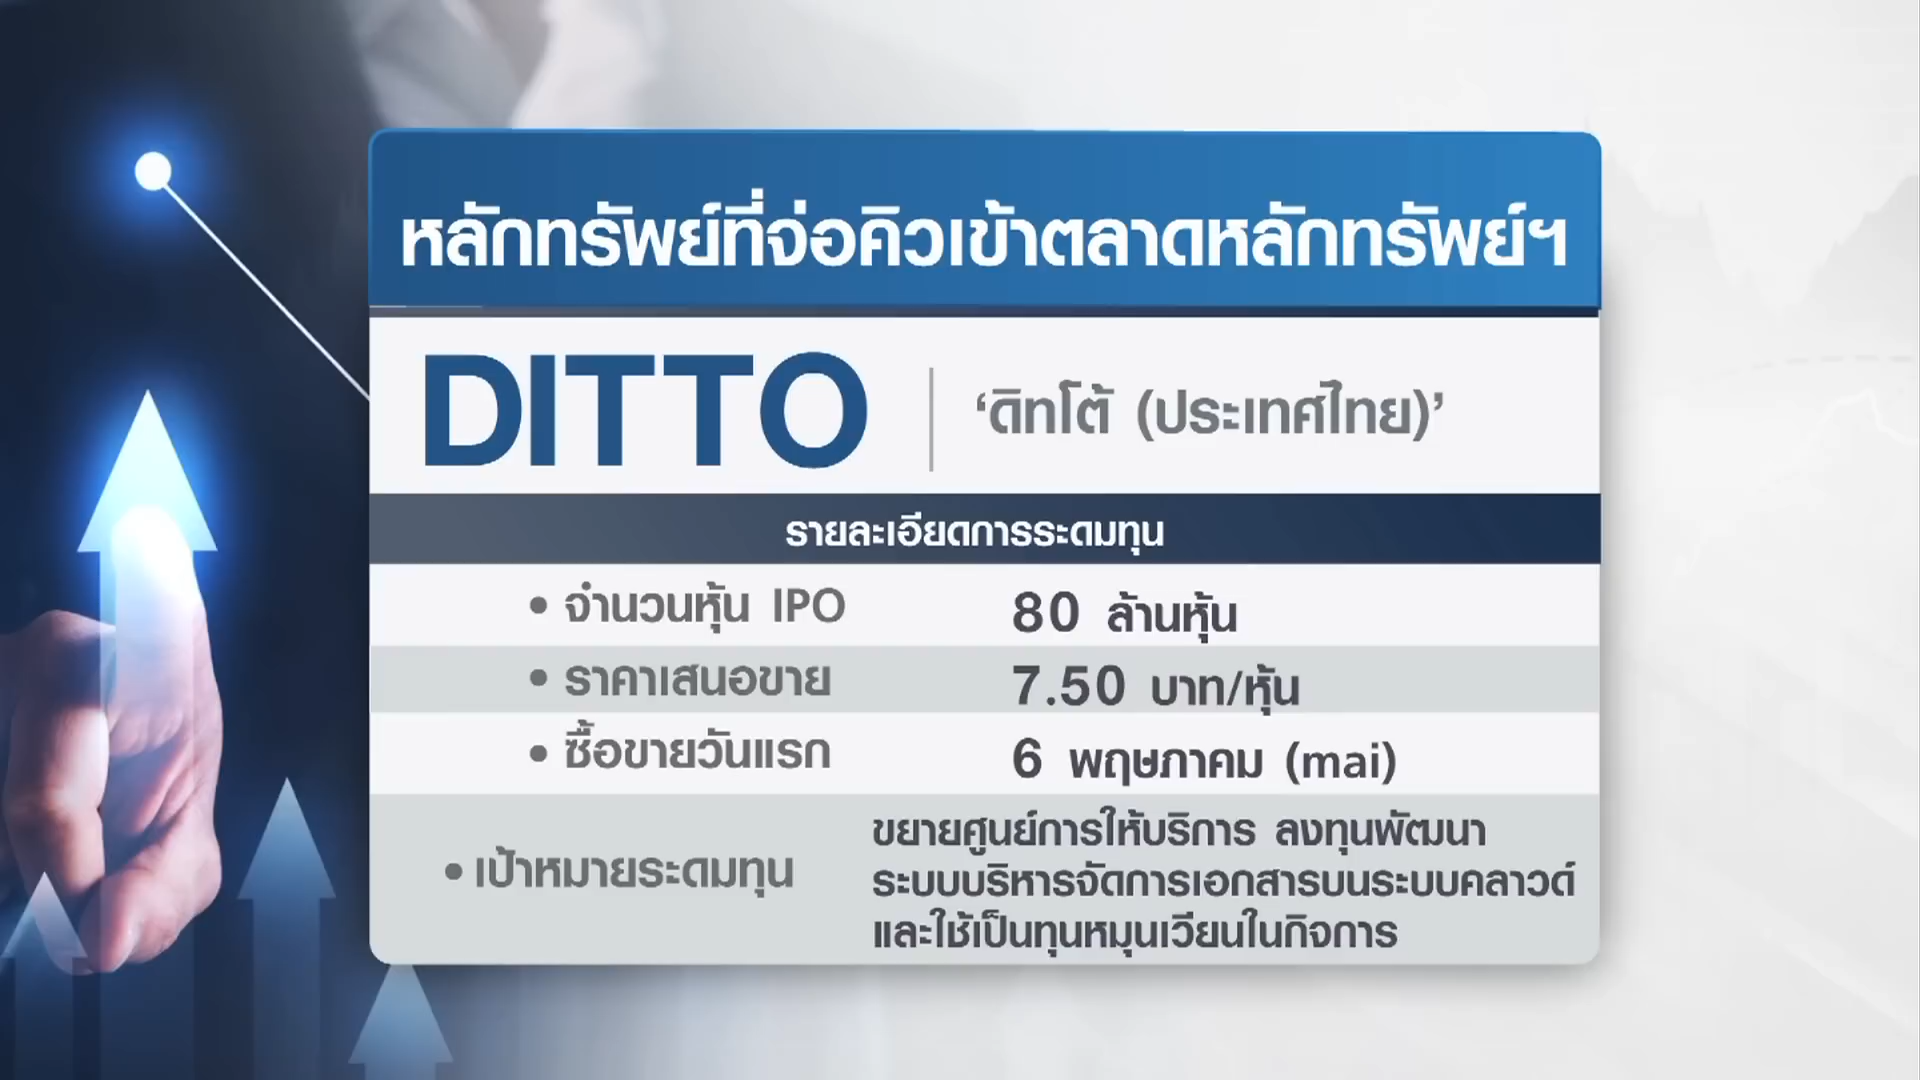 หลักทรัพย์ที่จ่อคิวเข้าตลาดหลักทรัพย์ฯ
DITTO
‘ดิทโต้ (ประเทศไทย)’
รายละเอียดการระดมทุน
• จำนวนหุ้น IPO 80 ล้านหุ้น
• ราคาเสนอขาย 7.50 บาท/หุ้น
• ซื้อขายวันแรก 6 พฤษภาคม (mai)
• เป้าหมายระดมทุน
ขยายศูนย์การให้บริการ ลงทุนพัฒนา
ระบบบริหารจัดการเอกสารบนระบบคลาวด์
และใช้เป็นทุนหมุนเวียนในกิจการ